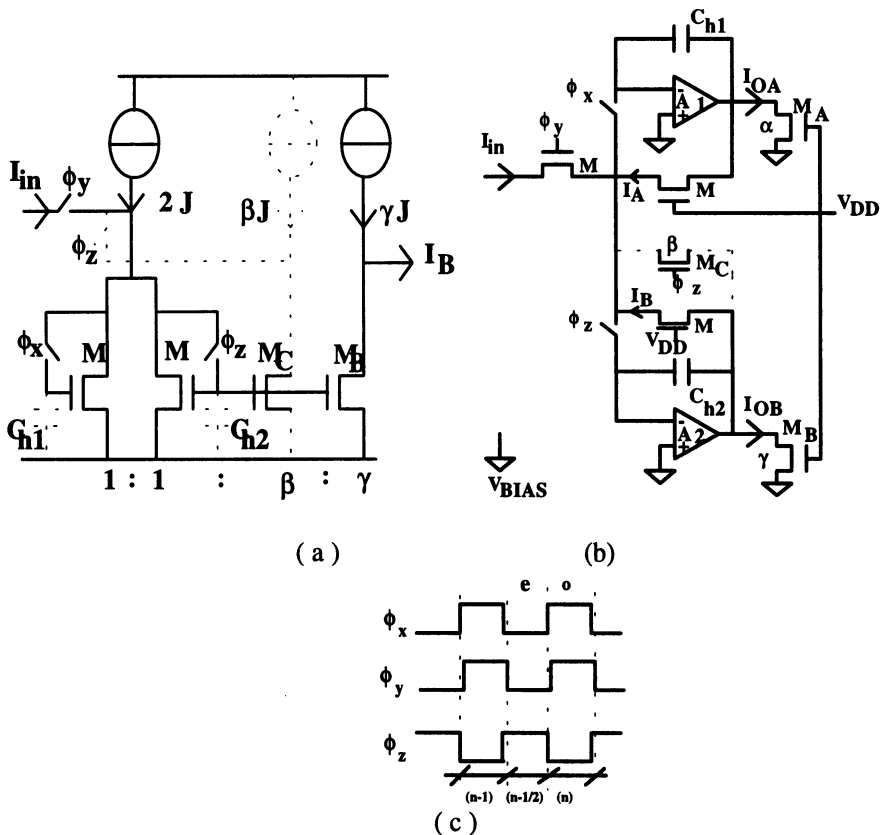 I_in ϕ_y
2 J
βJ
γJ
ϕ_z
I_B
ϕ_x M M ϕ_z M_C M_B
C_h1 C_h2
1 : 1 : β : γ
( a )
C_h1
ϕ_x
- A 1 +
I_OA
M_A
α
I_in
ϕ_y
M
I_A
M
V_DD
β
M_C
ϕ_z
I_B
M
V_DD
ϕ_z
C_h2
- A 2 +
I_OB
M_B
γ
V_BIAS
(b)
e o
ϕ_x
ϕ_y
ϕ_z
(n-1) (n-1/2) (n)
( c )